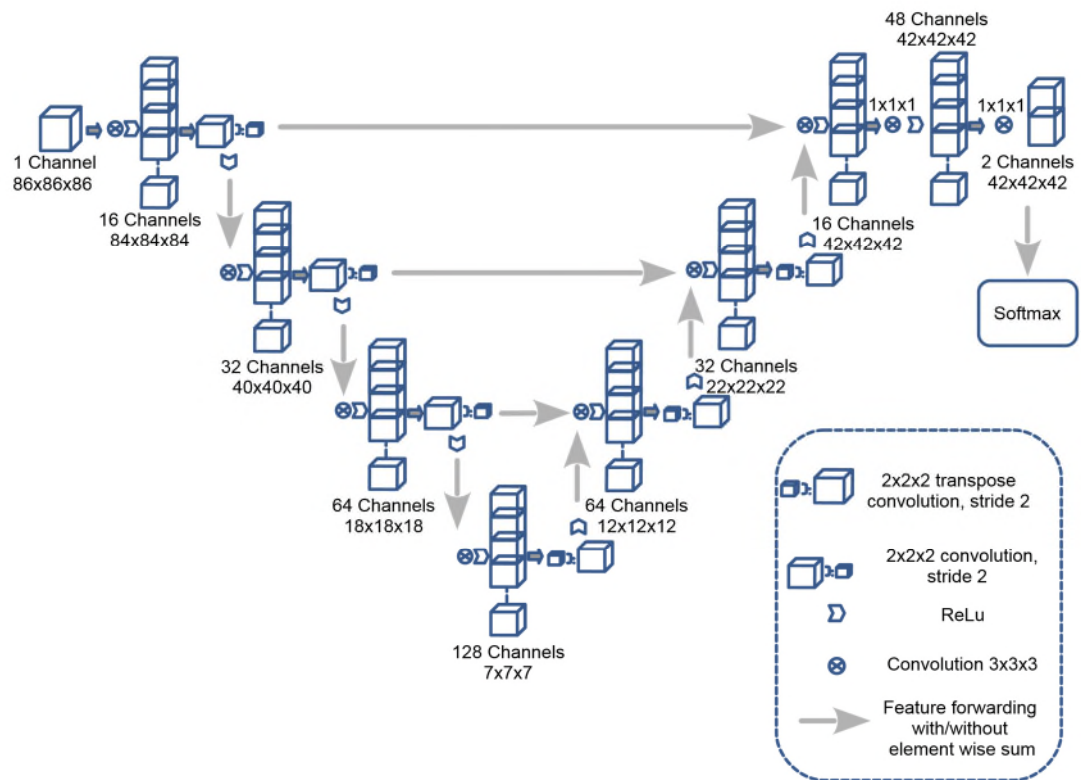 48 Channels
42x42x42
1x1x1
1x1x1
1 Channel
86x86x86
2 Channels
42x42x42
16 Channels
84x84x84
16 Channels
42x42x42
Softmax
32 Channels
40x40x40
32 Channels
22x22x22
64 Channels
18x18x18
64 Channels
12x12x12
128 Channels
7x7x7
2x2x2 transpose
convolution, stride 2
2x2x2 convolution,
stride 2
ReLu
Convolution 3x3x3
Feature forwarding
with/without
element wise sum